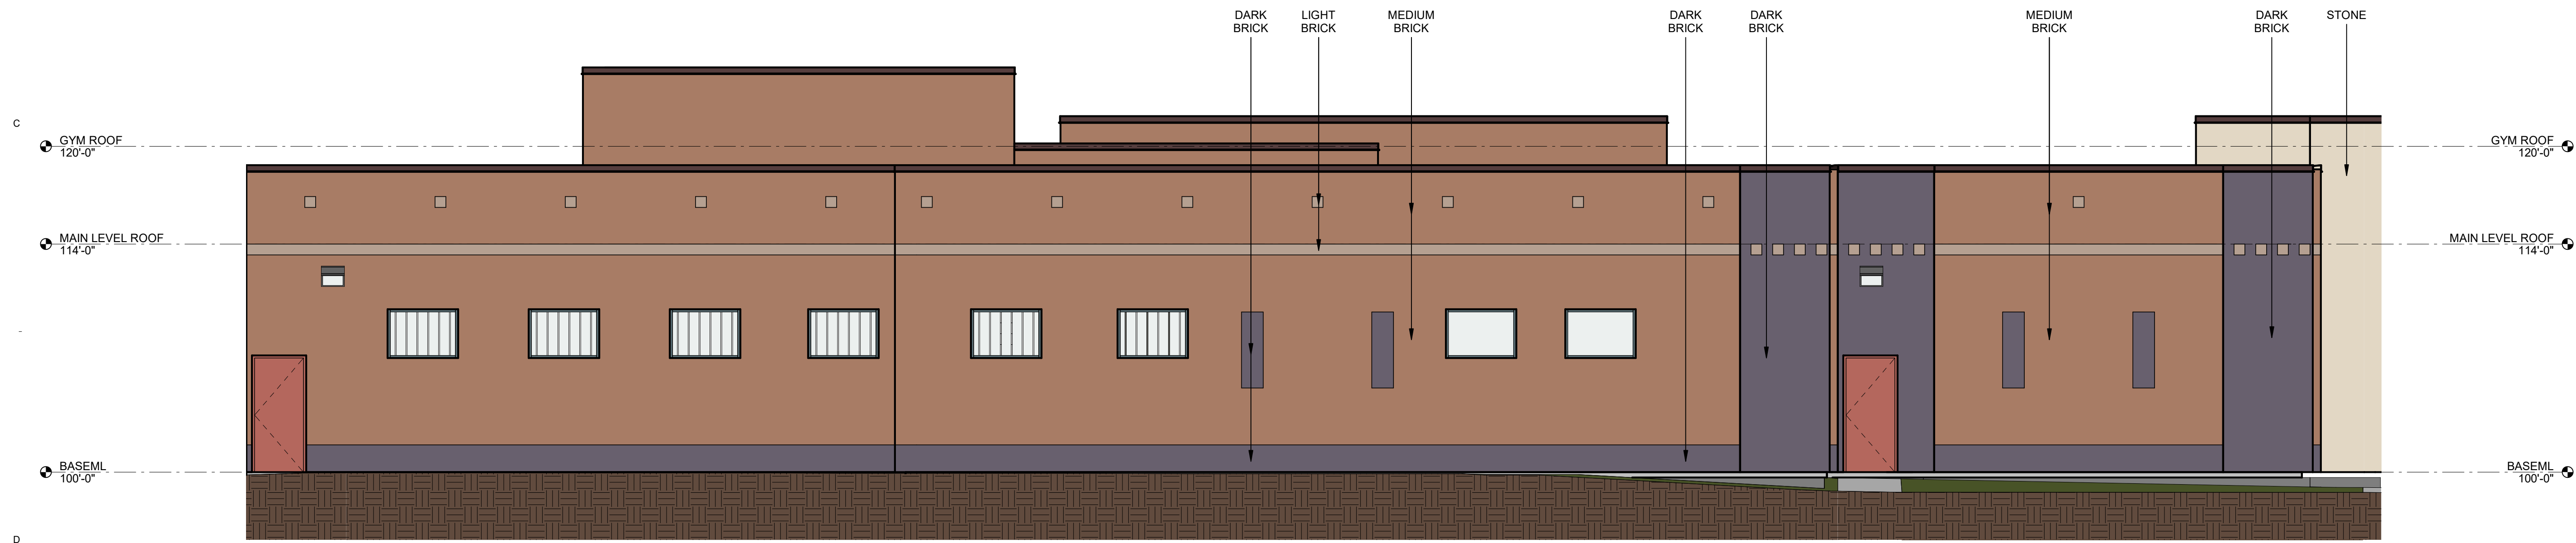 DARK
BRICK
LIGHT
BRICK
MEDIUM
BRICK
DARK
BRICK
DARK
BRICK
MEDIUM
BRICK
DARK
BRICK
STONE
C
GYM ROOF
120'-0"
GYM ROOF
120'-0"
MAIN LEVEL ROOF
114'-0"
MAIN LEVEL ROOF
114'-0"
BASEML
100'-0"
BASEML
100'-0"
D